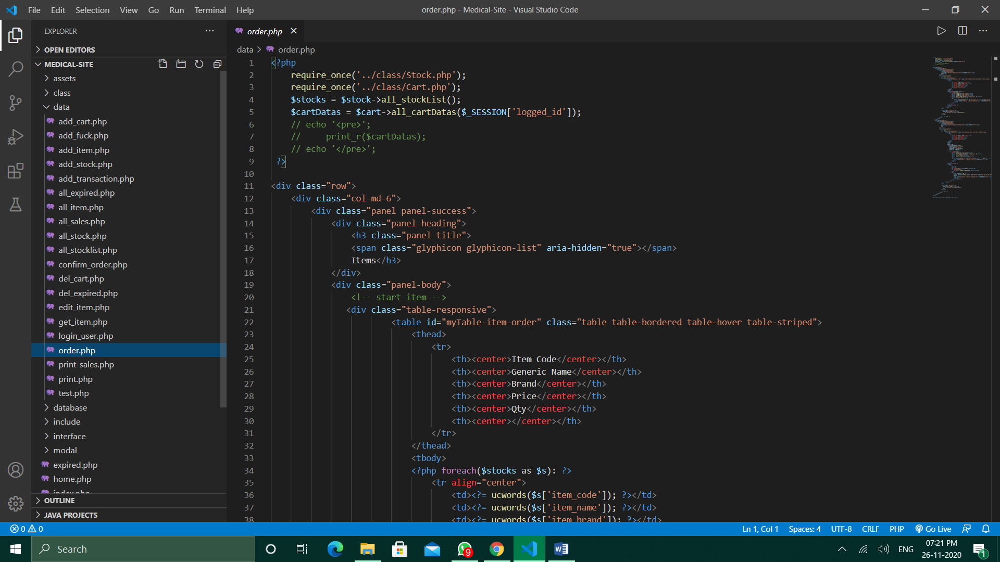 File Edit Selection View Go Run Terminal Help
order.php - Medical-Site - Visual Studio Code
EXPLORER
OPEN EDITORS
MEDICAL-SITE
assets
class
data
add_cart.php
add_fuck.php
add_item.php
add_stock.php
add_transaction.php
all_expired.php
all_item.php
all_sales.php
all_stock.php
all_stocklist.php
confirm_order.php
del_cart.php
del_expired.php
edit_item.php
get_item.php
login_user.php
order.php
print-sales.php
print.php
test.php
database
include
interface
modal
expired.php
home.php
index.php
OUTLINE
JAVA PROJECTS
order.php
data > order.php
1 <?php
2 require_once('../class/Stock.php');
3 require_once('../class/Cart.php');
4 $stocks = $stock->all_stockList();
5 $cartDatas = $cart->all_cartDatas($_SESSION['logged_id']);
6 // echo '<pre>';
7 // print_r($cartDatas);
8 // echo '</pre>';
9 ?>
10
11 <div class="row">
12 <div class="col-md-6">
13 <div class="panel panel-success">
14 <div class="panel-heading">
15 <h3 class="panel-title">
16 <span class="glyphicon glyphicon-list" aria-hidden="true"></span>
17 Items</h3>
18 </div>
19 <div class="panel-body">
20 <!-- start item -->
21 <div class="table-responsive">
22 <table id="myTable-item-order" class="table table-bordered table-hover table-striped">
23 <thead>
24 <tr>
25 <th><center>Item Code</center></th>
26 <th><center>Generic Name</center></th>
27 <th><center>Brand</center></th>
28 <th><center>Price</center></th>
29 <th><center>Qty</center></th>
30 <th><center></center></th>
31 </tr>
32 </thead>
33 <tbody>
34 <?php foreach($stocks as $s): ?>
35 <tr align="center">
36 <td><?= ucwords($s['item_code']); ?></td>
37 <td><?= ucwords($s['item_name']); ?></td>
38 <td><?= ucwords($s['item_brand']); ?></td>
0 0
Ln 1, Col 1 Spaces: 4 UTF-8 CRLF PHP Go Live
Search
9
ENG
07:21 PM
26-11-2020
1